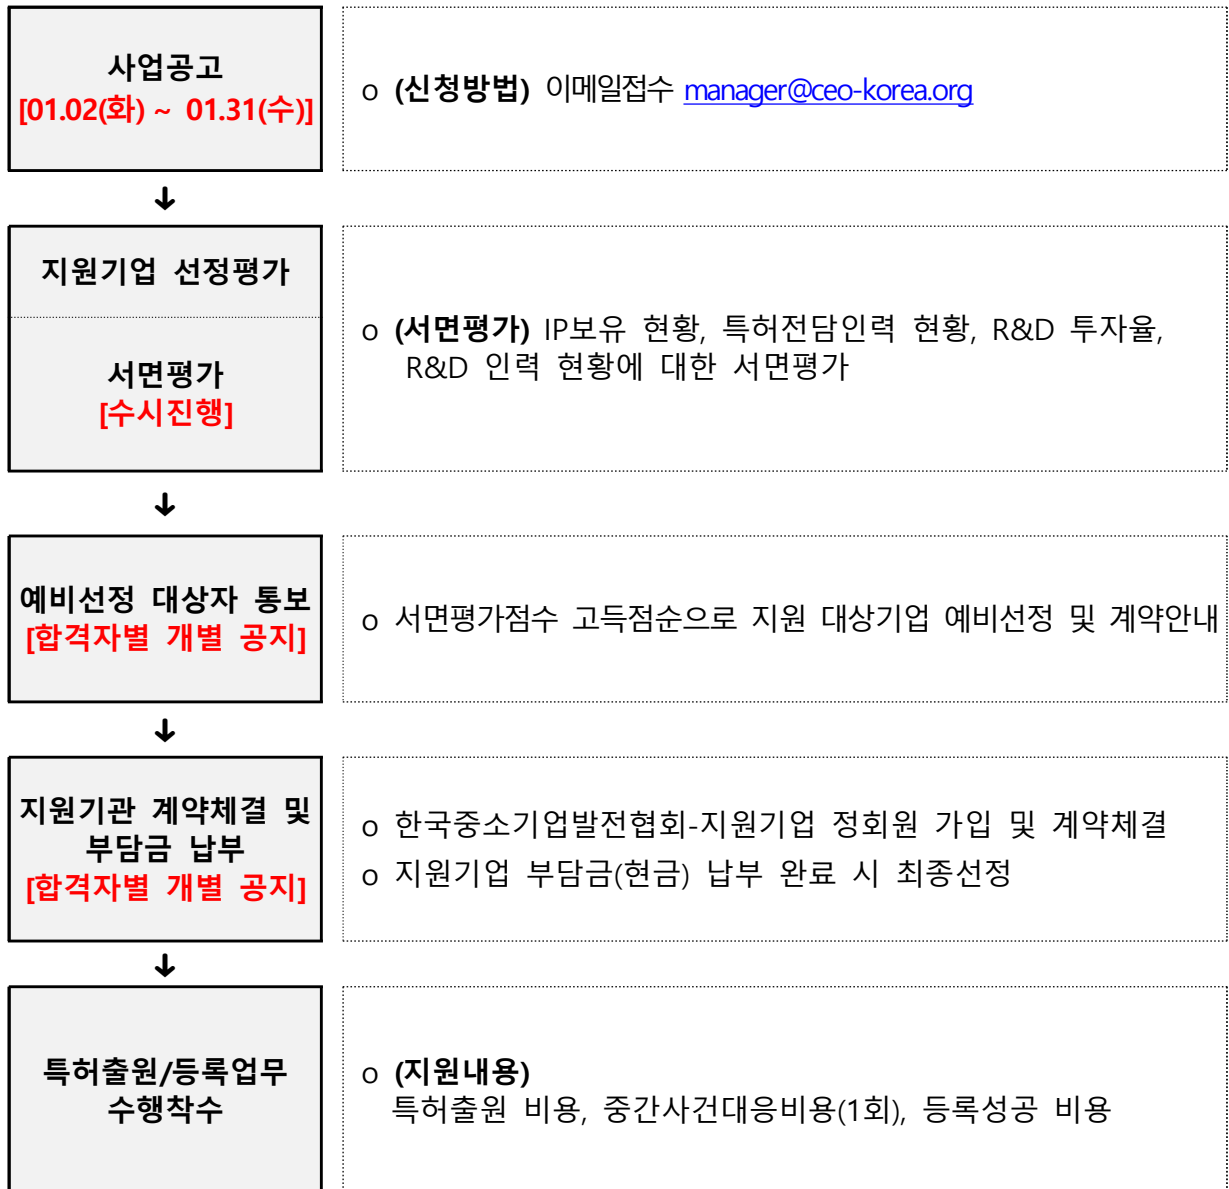 사업공고
[01.02(화) ~ 01.31(수)]
o (신청방법) 이메일접수 manager@ceo-korea.org
↓
지원기업 선정평가
서면평가
[수시진행]
o (서면평가) IP보유 현황, 특허전담인력 현황, R&D 투자율,
R&D 인력 현황에 대한 서면평가
↓
예비선정 대상자 통보
[합격자별 개별 공지]
o 서면평가점수 고득점순으로 지원 대상기업 예비선정 및 계약안내
↓
지원기관 계약체결 및
부담금 납부
[합격자별 개별 공지]
o 한국중소기업발전협회-지원기업 정회원 가입 및 계약체결
o 지원기업 부담금(현금) 납부 완료 시 최종선정
↓
특허출원/등록업무
수행착수
o (지원내용)
특허출원 비용, 중간사건대응비용(1회), 등록성공 비용